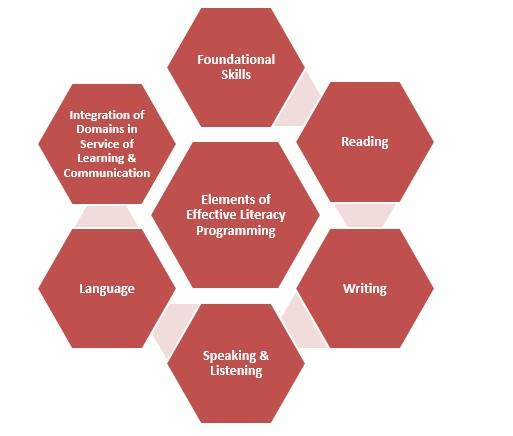 Foundational
Skills
Reading
Writing
Speaking &
Listening
Language
Integration of
Domains in
Service of
Learning &
Communication
Elements of
Effective Literacy
Programming